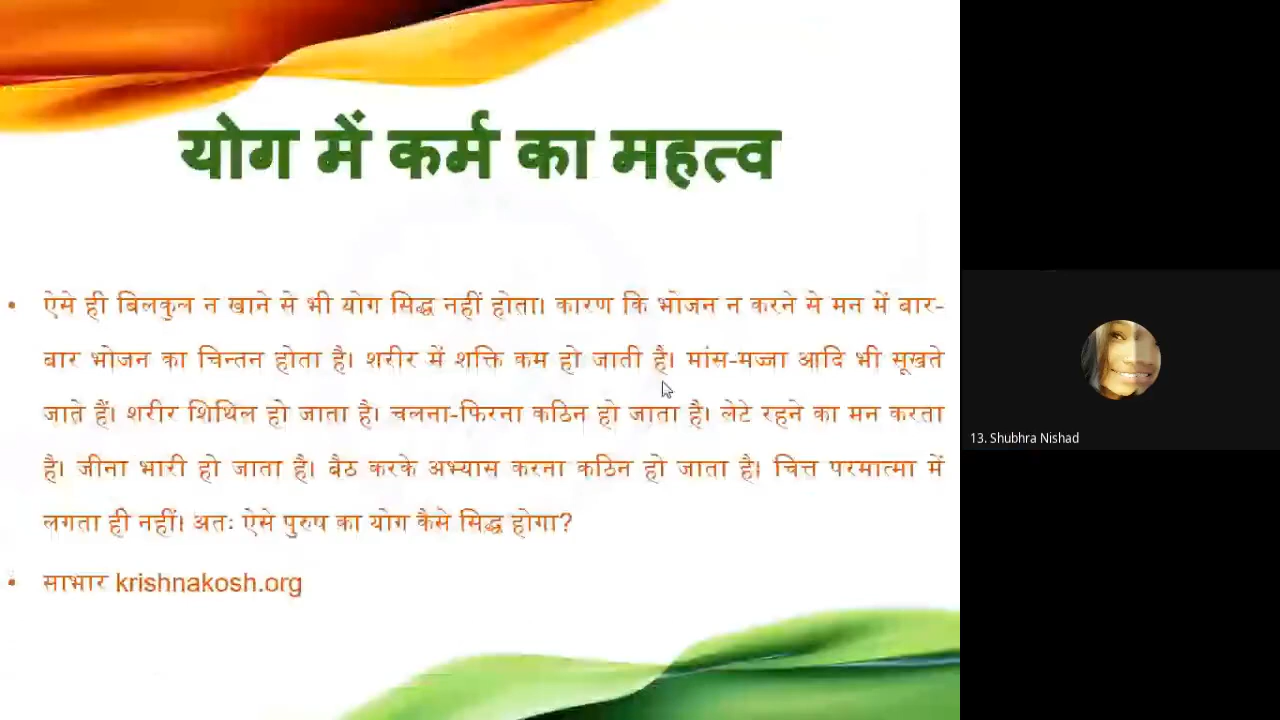 योग में कर्म का महत्व
• ऐसे ही बिलकुल न खाने से भी योग सिद्ध नहीं होता। कारण कि भोजन न करने से मन में बार-
बार भोजन का चिन्तन होता है। शरीर में शक्ति कम हो जाती है। मांस-मज्जा आदि भी सूखते
जाते हैं। शरीर शिथिल हो जाता है। चलना-फिरना कठिन हो जाता है। लेटे रहने का मन करता
है। जीना भारी हो जाता है। बैठ करके अभ्यास करना कठिन हो जाता है। चित्त परमात्मा में
लगता ही नहीं। अतः ऐसे पुरुष का योग कैसे सिद्ध होगा?
• साभार krishnakosh.org
13. Shubhra Nishad